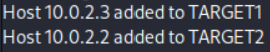 Host 10.0.2.3 added to TARGET1
Host 10.0.2.2 added to TARGET2